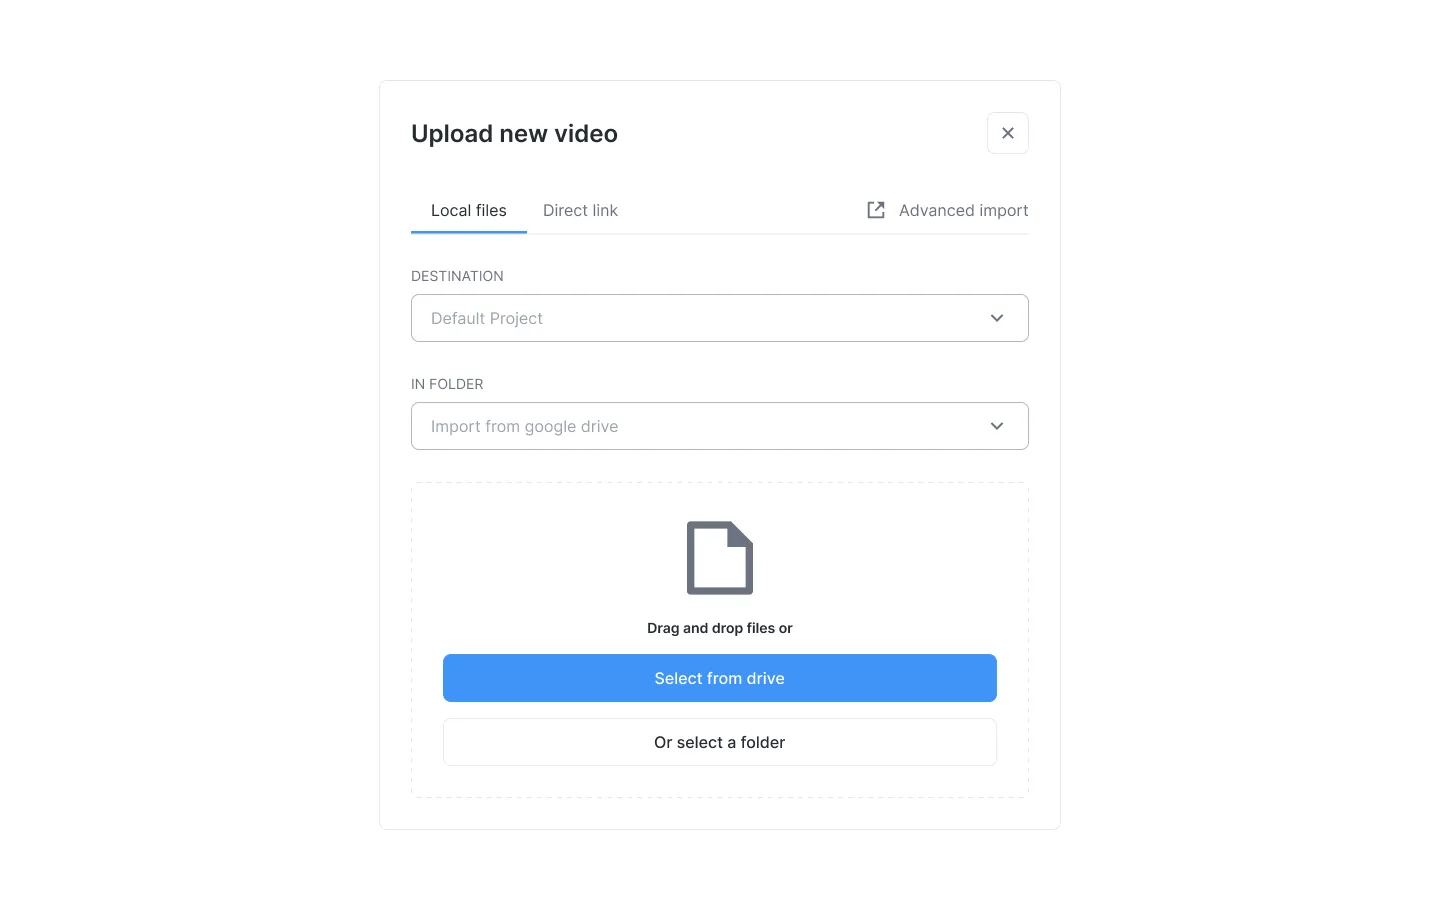 Upload new video
Local files
Direct link
Advanced import
DESTINATION
Default Project
IN FOLDER
Import from google drive
Drag and drop files or
Select from drive
Or select a folder